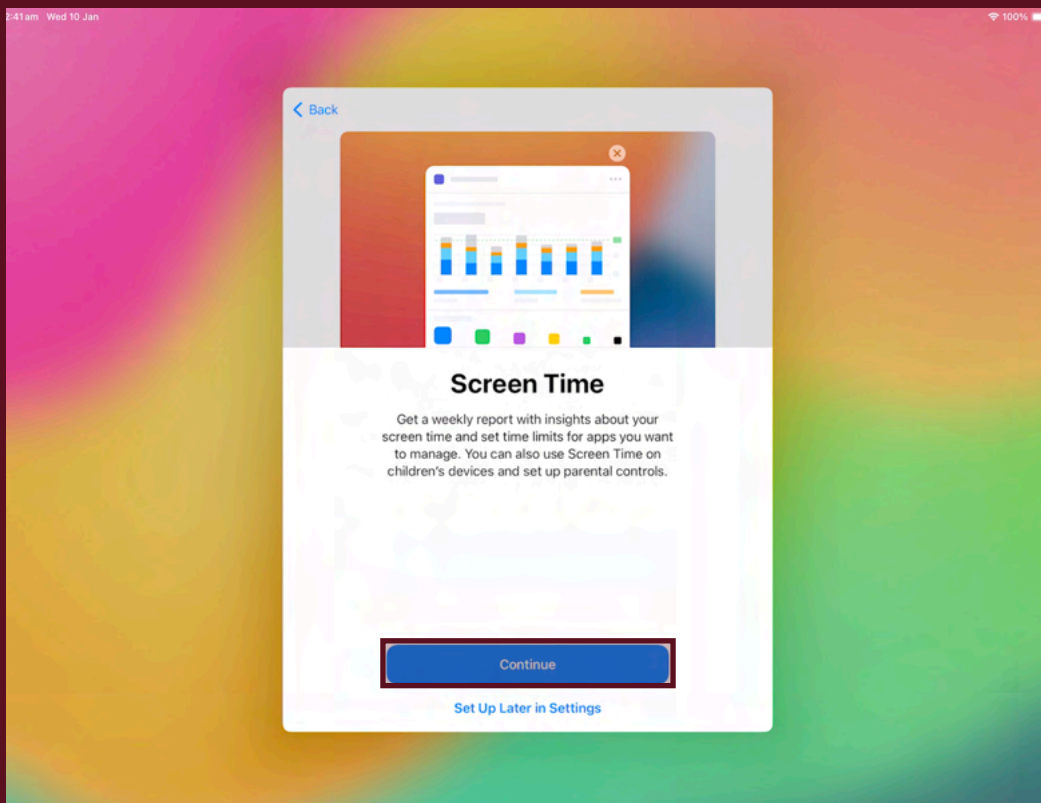 2:41am Wed 10 Jan
100%
Back
Screen Time
Get a weekly report with insights about your
screen time and set time limits for apps you want
to manage. You can also use Screen Time on
children's devices and set up parental controls.
Continue
Set Up Later in Settings